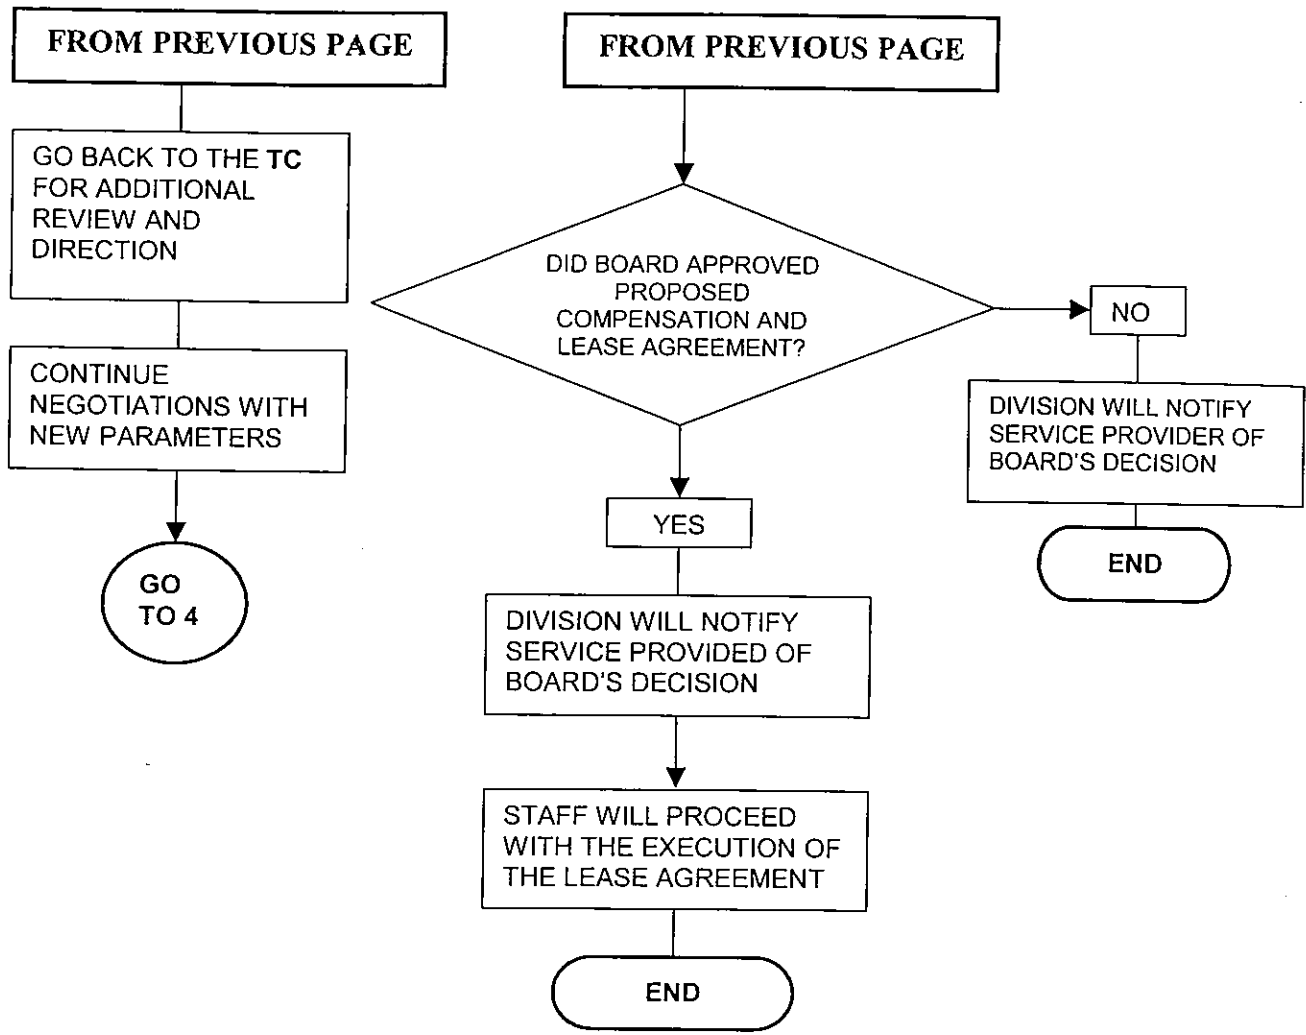 FROM PREVIOUS PAGE
GO BACK TO THE TC
FOR ADDITIONAL
REVIEW AND
DIRECTION
CONTINUE
NEGOTIATIONS WITH
NEW PARAMETERS
GO
TO 4
FROM PREVIOUS PAGE
DID BOARD APPROVED
PROPOSED
COMPENSATION AND
LEASE AGREEMENT?
NO
DIVISION WILL NOTIFY
SERVICE PROVIDER OF
BOARD'S DECISION
END
YES
DIVISION WILL NOTIFY
SERVICE PROVIDED OF
BOARD'S DECISION
STAFF WILL PROCEED
WITH THE EXECUTION OF
THE LEASE AGREEMENT
END